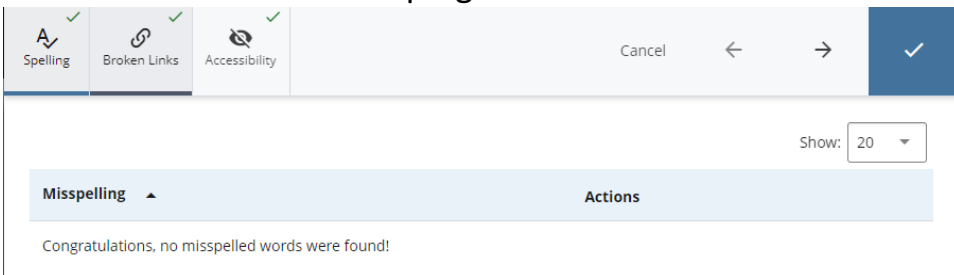 Spelling
Broken Links
Accessibility
Cancel
Show: 20
Misspelling Actions
Congratulations, no misspelled words were found!